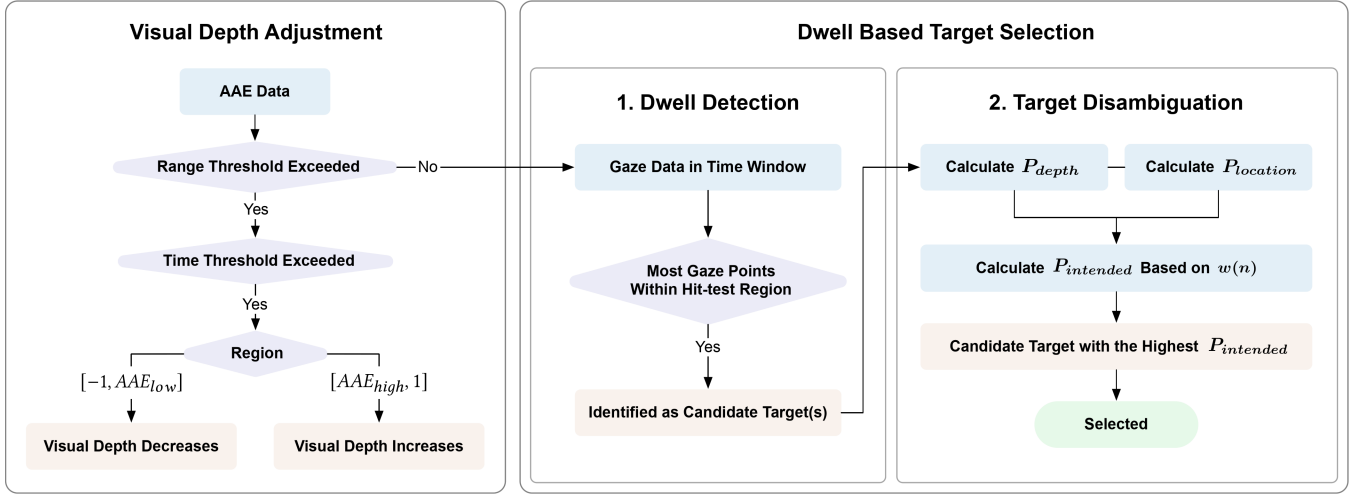 Visual Depth Adjustment
AAE Data
Range Threshold Exceeded
No
Yes
Time Threshold Exceeded
Yes
Region
[−1, AAE_low]
[AAE_high, 1]
Visual Depth Decreases
Visual Depth Increases
Dwell Based Target Selection
1. Dwell Detection
Gaze Data in Time Window
Most Gaze Points
Within Hit-test Region
Yes
Identified as Candidate Target(s)
2. Target Disambiguation
Calculate P_depth
Calculate P_location
Calculate P_intended Based on w(n)
Candidate Target with the Highest P_intended
Selected